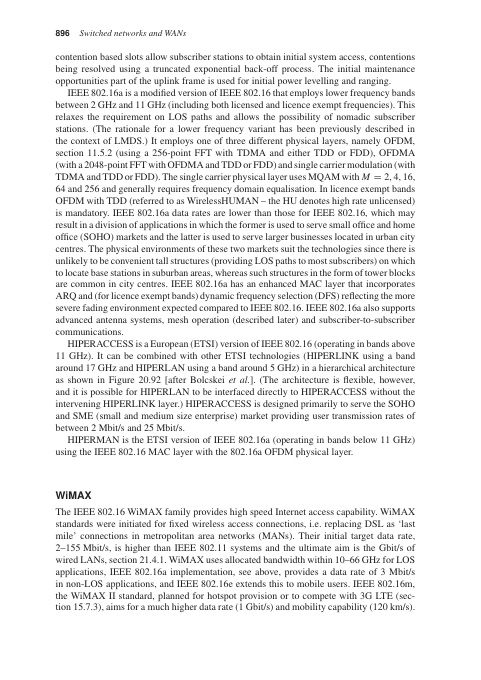 896 Switched networks and WANs
contention based slots allow subscriber stations to obtain initial system access, contentions
being resolved using a truncated exponential back-off process. The initial maintenance
opportunities part of the uplink frame is used for initial power levelling and ranging.
IEEE 802.16a is a modified version of IEEE 802.16 that employs lower frequency bands
between 2 GHz and 11 GHz (including both licensed and licence exempt frequencies). This
relaxes the requirement on LOS paths and allows the possibility of nomadic subscriber
stations. (The rationale for a lower frequency variant has been previously described in
the context of LMDS.) It employs one of three different physical layers, namely OFDM,
section 11.5.2 (using a 256-point FFT with TDMA and either TDD or FDD), OFDMA
(with a 2048-point FFT with OFDMA and TDD or FDD) and single carrier modulation (with
TDMA and TDD or FDD). The single carrier physical layer uses MQAM with M = 2, 4, 16,
64 and 256 and generally requires frequency domain equalisation. In licence exempt bands
OFDM with TDD (referred to as WirelessHUMAN – the HU denotes high rate unlicensed)
is mandatory. IEEE 802.16a data rates are lower than those for IEEE 802.16, which may
result in a division of applications in which the former is used to serve small office and home
office (SOHO) markets and the latter is used to serve larger businesses located in urban city
centres. The physical environments of these two markets suit the technologies since there is
unlikely to be convenient tall structures (providing LOS paths to most subscribers) on which
to locate base stations in suburban areas, whereas such structures in the form of tower blocks
are common in city centres. IEEE 802.16a has an enhanced MAC layer that incorporates
ARQ and (for licence exempt bands) dynamic frequency selection (DFS) reflecting the more
severe fading environment expected compared to IEEE 802.16. IEEE 802.16a also supports
advanced antenna systems, mesh operation (described later) and subscriber-to-subscriber
communications.
HIPERACCESS is a European (ETSI) version of IEEE 802.16 (operating in bands above
11 GHz). It can be combined with other ETSI technologies (HIPERLINK using a band
around 17 GHz and HIPERLAN using a band around 5 GHz) in a hierarchical architecture
as shown in Figure 20.92 [after Bolcskei et al.]. (The architecture is flexible, however,
and it is possible for HIPERLAN to be interfaced directly to HIPERACCESS without the
intervening HIPERLINK layer.) HIPERACCESS is designed primarily to serve the SOHO
and SME (small and medium size enterprise) market providing user transmission rates of
between 2 Mbit/s and 25 Mbit/s.
HIPERMAN is the ETSI version of IEEE 802.16a (operating in bands below 11 GHz)
using the IEEE 802.16 MAC layer with the 802.16a OFDM physical layer.
WiMAX
The IEEE 802.16 WiMAX family provides high speed Internet access capability. WiMAX
standards were initiated for fixed wireless access connections, i.e. replacing DSL as ‘last
mile’ connections in metropolitan area networks (MANs). Their initial target data rate,
2–155 Mbit/s, is higher than IEEE 802.11 systems and the ultimate aim is the Gbit/s of
wired LANs, section 21.4.1. WiMAX uses allocated bandwidth within 10–66 GHz for LOS
applications, IEEE 802.16a implementation, see above, provides a data rate of 3 Mbit/s
in non-LOS applications, and IEEE 802.16e extends this to mobile users. IEEE 802.16m,
the WiMAX II standard, planned for hotspot provision or to compete with 3G LTE (sec-
tion 15.7.3), aims for a much higher data rate (1 Gbit/s) and mobility capability (120 km/s).